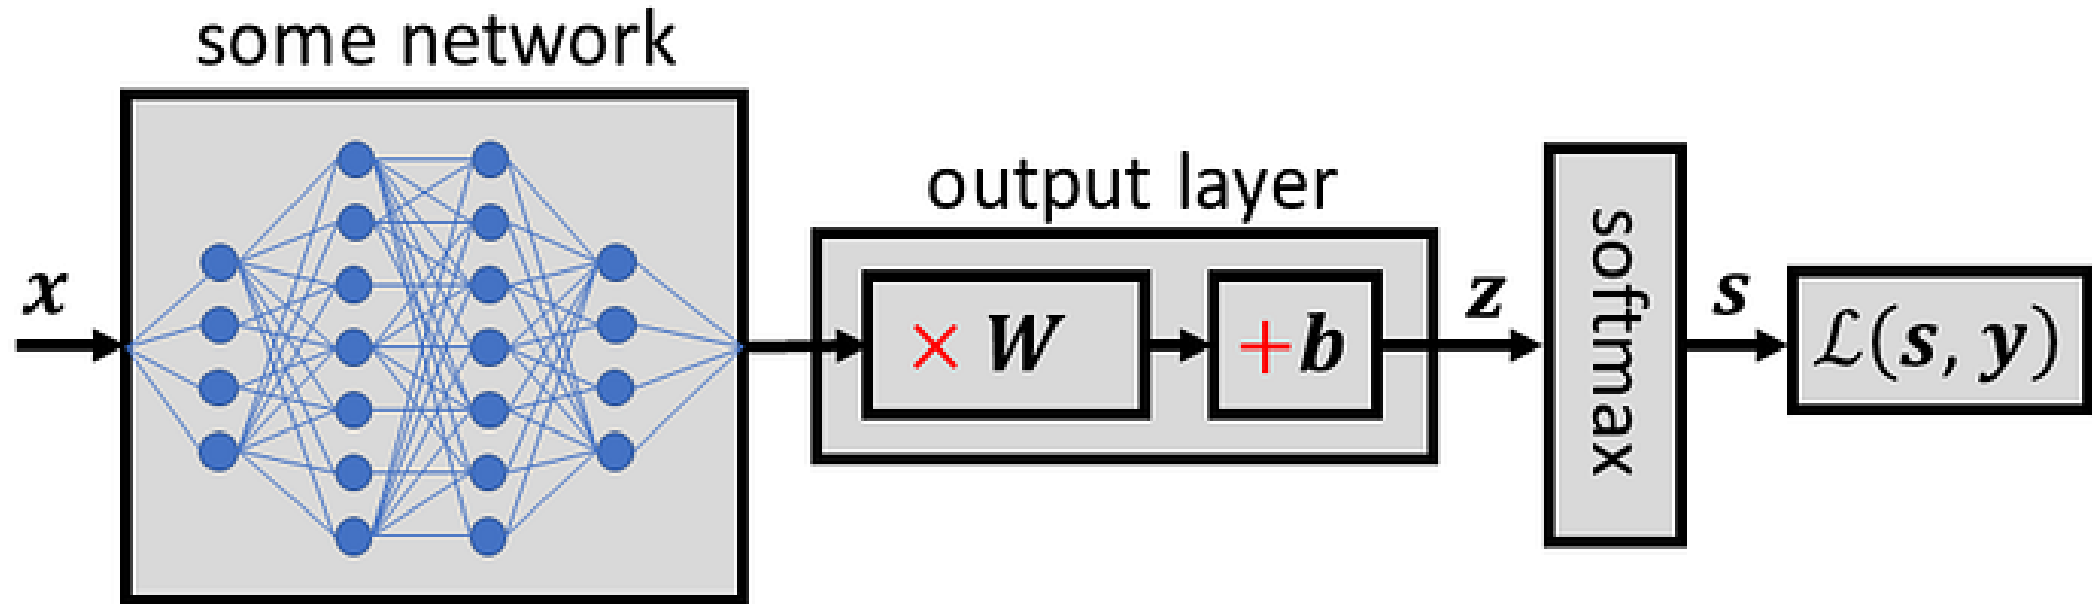 some network
output layer
x
× W
+b
z
softmax
s
ℒ(s, y)